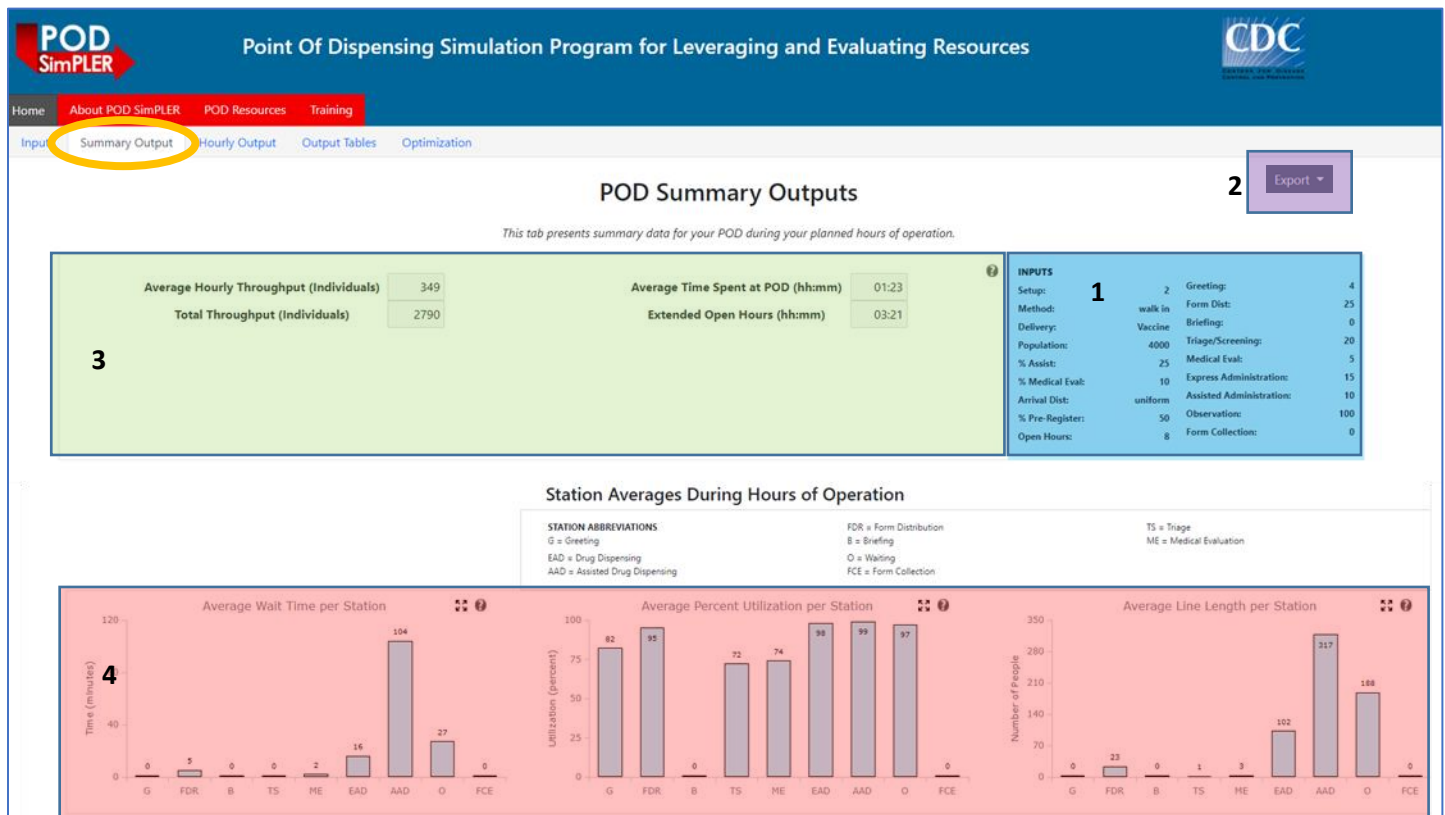 POD
SimPLER
Point Of Dispensing Simulation Program for Leveraging and Evaluating Resources
CDC
CENTERS FOR DISEASE
CONTROL AND PREVENTION
Home About POD SimPLER POD Resources Training
Input Summary Output Hourly Output Output Tables Optimization
POD Summary Outputs
2 Export
This tab presents summary data for your POD during your planned hours of operation.
Average Hourly Throughput (Individuals) 349 Average Time Spent at POD (hh:mm) 01:23
Total Throughput (Individuals) 2790 Extended Open Hours (hh:mm) 03:21
3
INPUTS
1
Setup: 2 Greeting: 4
Method: walk in Form Dist: 25
Delivery: Vaccine Briefing: 0
Population: 4000 Triage/Screening: 20
% Assist: 25 Medical Eval: 5
% Medical Eval: 10 Express Administration: 15
Arrival Dist: uniform Assisted Administration: 10
% Pre-Register: 50 Observation: 100
Open Hours: 8 Form Collection: 0
Station Averages During Hours of Operation
STATION ABBREVIATIONS FDR = Form Distribution TS = Triage
G = Greeting B = Briefing ME = Medical Evaluation
EAD = Drug Dispensing O = Waiting
AAD = Assisted Drug Dispensing FCE = Form Collection
4
Average Wait Time per Station
120
40
0
Time (minutes)
0 5 0 0 2 16 104 27 0
G FDR B TS ME EAD AAD O FCE
Average Percent Utilization per Station
100
75
50
25
0
Utilization (percent)
82 95 0 72 74 98 99 97 0
G FDR B TS ME EAD AAD O FCE
Average Line Length per Station
350
280
210
140
70
0
Number of People
0 23 0 1 3 102 317 188 0
G FDR B TS ME EAD AAD O FCE